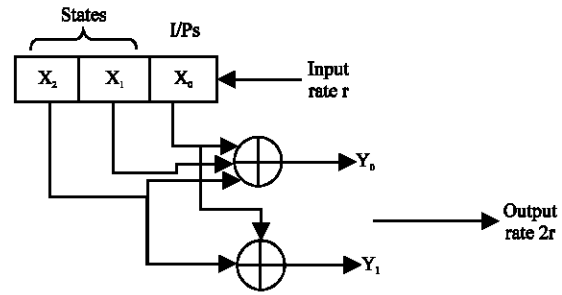 States
I/Ps
X₂ X₁ X₀
Input
rate r
Y₀
Output
rate 2r
Y₁